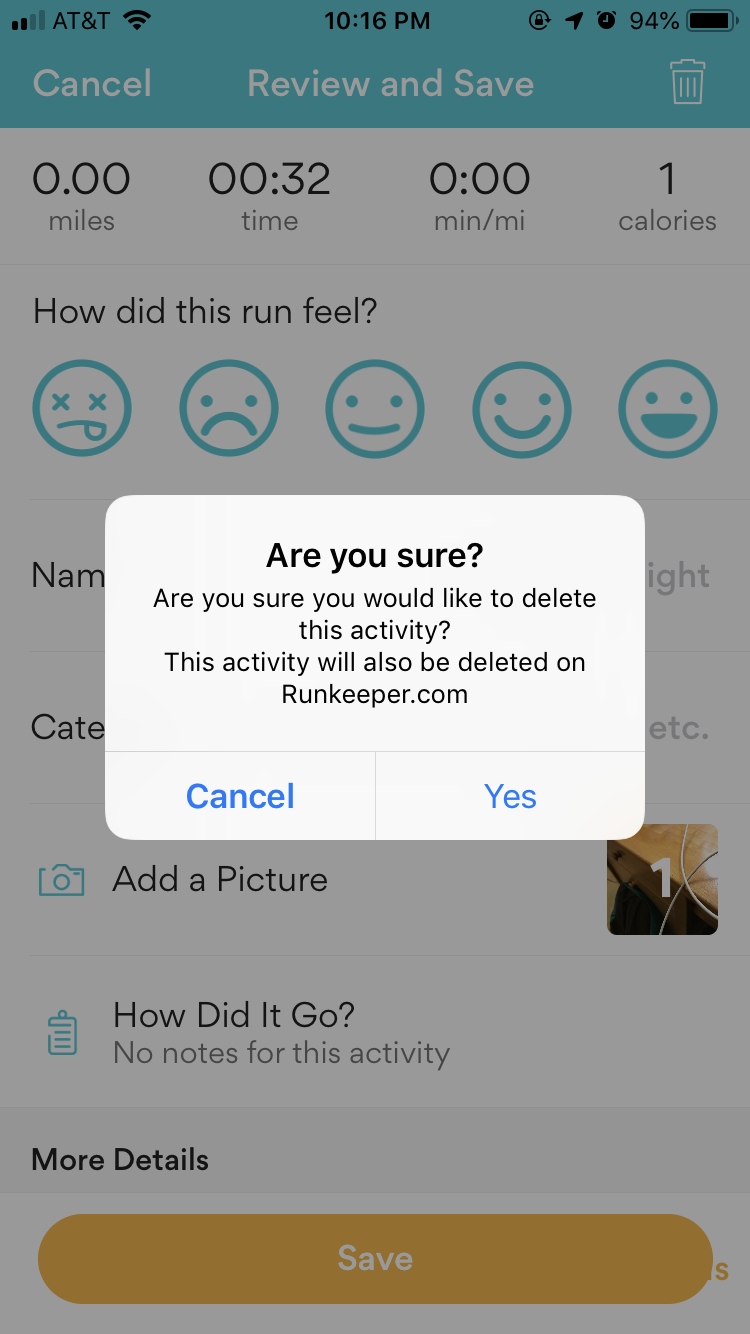 AT&T 10:16 PM 94%
Cancel Review and Save
0.00 00:32 0:00 1
miles time min/mi calories
How did this run feel?
Are you sure?
Are you sure you would like to delete
this activity?
This activity will also be deleted on
Runkeeper.com
Nam ight
Cate etc.
Cancel Yes
Add a Picture 1
How Did It Go?
No notes for this activity
More Details
Save